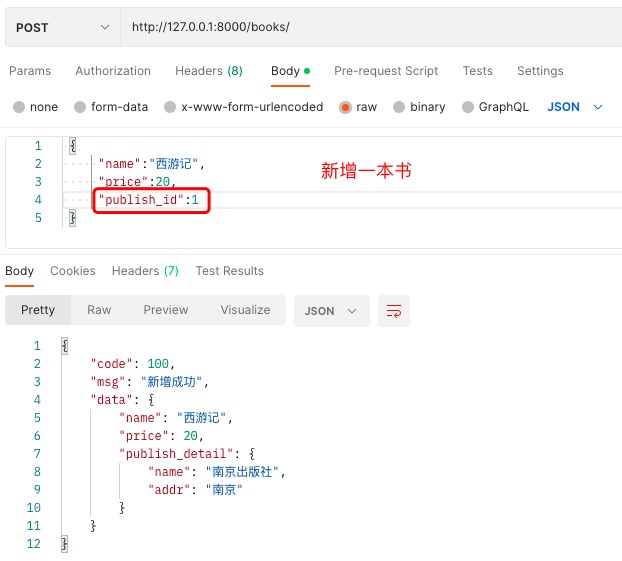 POST http://127.0.0.1:8000/books/
Params Authorization Headers (8) Body Pre-request Script Tests Settings
none form-data x-www-form-urlencoded raw binary GraphQL JSON
1 {
2 "name":"西游记",
3 "price":20,
4 "publish_id":1
5 }
新增一本书
Body Cookies Headers (7) Test Results
Pretty Raw Preview Visualize JSON
1 {
2 "code": 100,
3 "msg": "新增成功",
4 "data": {
5 "name": "西游记",
6 "price": 20,
7 "publish_detail": {
8 "name": "南京出版社",
9 "addr": "南京"
10 }
11 }
12 }